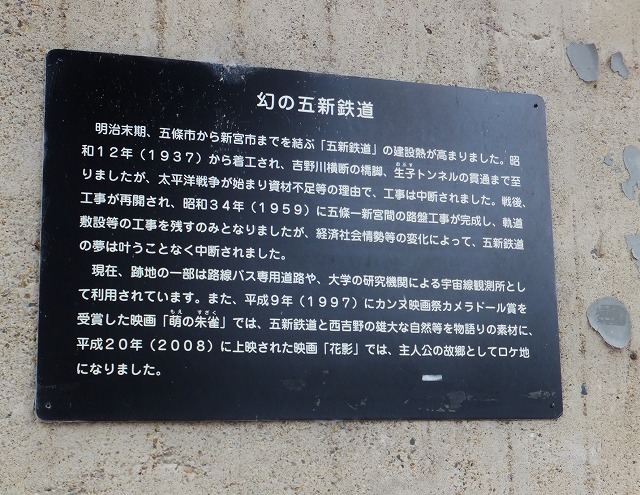 幻の五新鉄道
明治末期、五條市から新宮市までを結ぶ「五新鉄道」の建設熱が高まりました。昭
和12年(1937)から着工され、吉野川横断の橋脚、生子トンネルの貫通まで至
りましたが、太平洋戦争が始まり資材不足等の理由で、工事は中断されました。戦後、
工事が再開され、昭和34年(1959)に五條―新宮間の路盤工事が完成し、軌道
敷設等の工事を残すのみとなりましたが、経済社会情勢等の変化によって、五新鉄道
の夢は叶うことなく中断されました。
現在、跡地の一部は路線バス専用道路や、大学の研究機関による宇宙線観測所とし
て利用されています。また、平成9年(1997)にカンヌ映画祭カメラドール賞を
受賞した映画「萌の朱雀」では、五新鉄道と西吉野の雄大な自然等を物語りの素材に、
平成20年(2008)に上映された映画「花影」では、主人公の故郷としてロケ地
になりました。